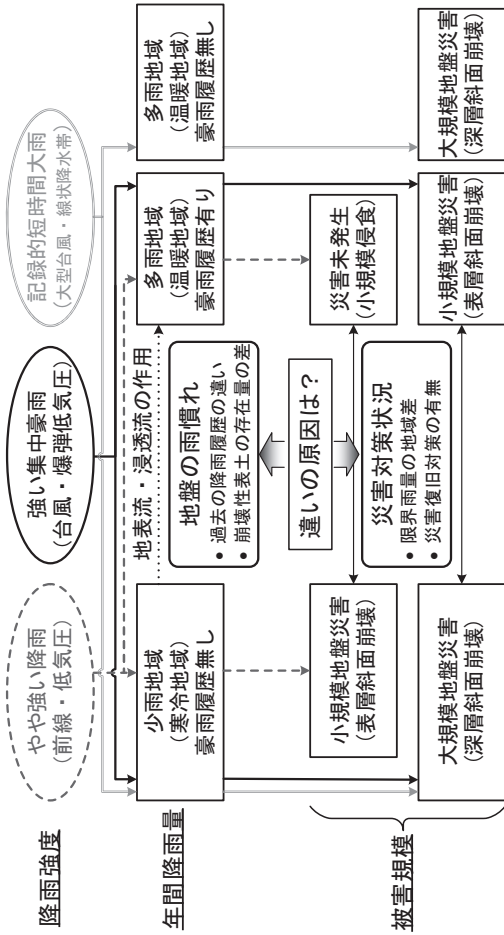 降雨強度
やや強い降雨
(前線・低気圧)
強い集中豪雨
(台風・爆弾低気圧)
記録的短時間大雨
(大型台風・線状降水帯)
年間降雨量
少雨地域
(寒冷地域)
豪雨履歴無し
地表流・浸透流の作用
多雨地域
(温暖地域)
豪雨履歴有り
多雨地域
(温暖地域)
豪雨履歴無し
地盤の雨慣れ
• 過去の降雨履歴の違い
• 崩壊性表土の存在量の差
違いの原因は？
被害規模
小規模地盤災害
(表層斜面崩壊)
災害未発生
(小規模侵食)
災害対策状況
• 限界雨量の地域差
• 災害復旧対策の有無
大規模地盤災害
(深層斜面崩壊)
小規模地盤災害
(表層斜面崩壊)
大規模地盤災害
(深層斜面崩壊)